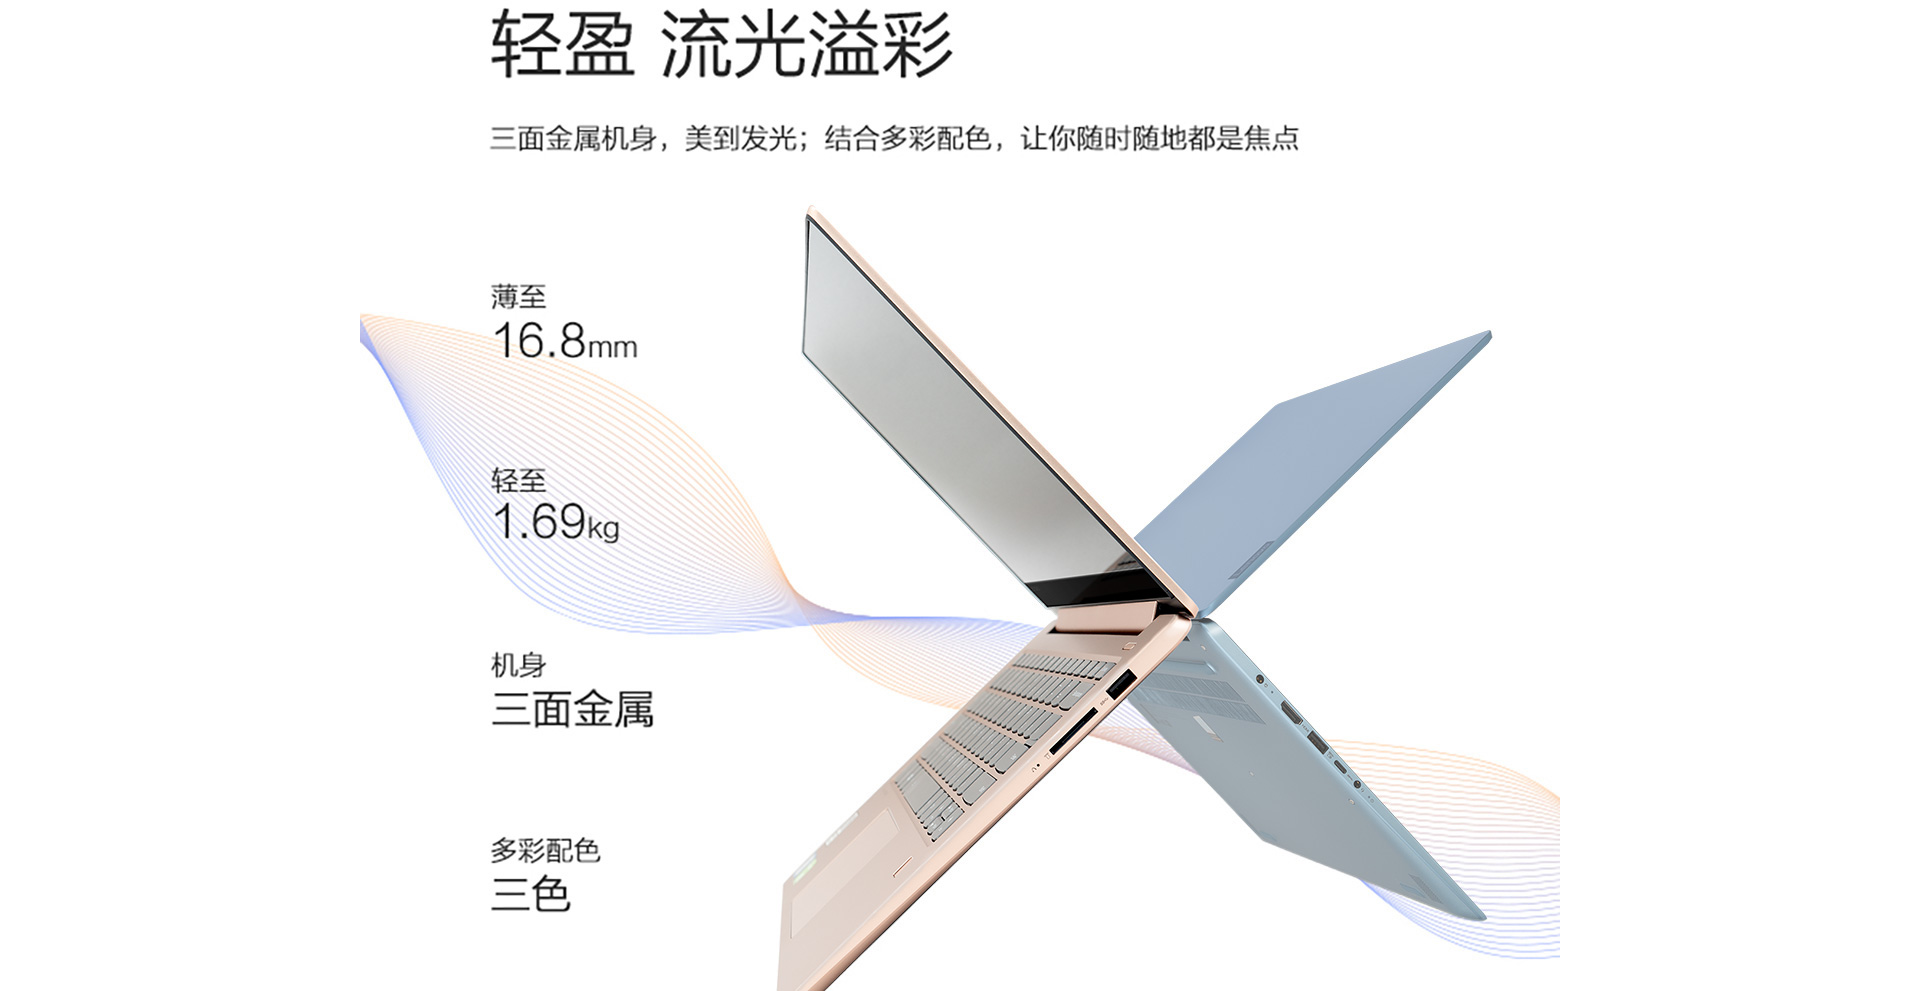 轻盈 流光溢彩
三面金属机身，美到发光；结合多彩配色，让你随时随地都是焦点
薄至
16.8mm
轻至
1.69kg
机身
三面金属
多彩配色
三色